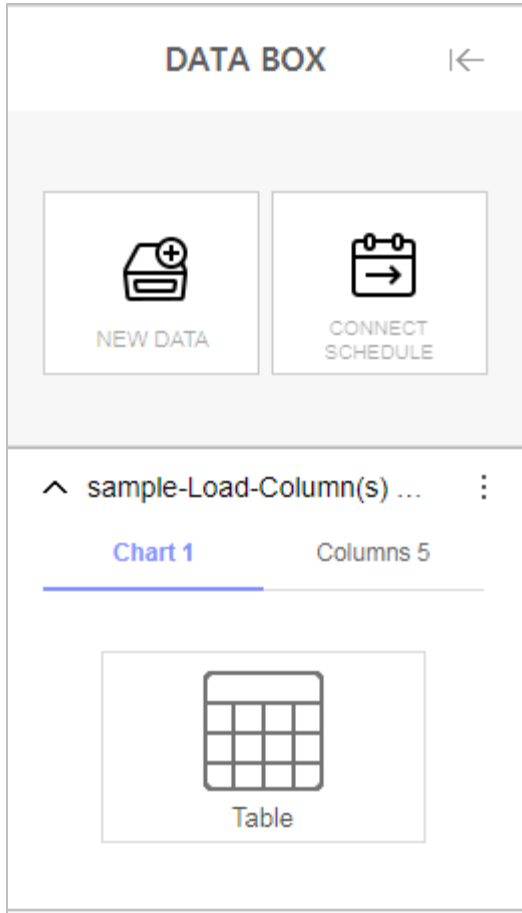 DATA BOX
NEW DATA
CONNECT
SCHEDULE
sample-Load-Column(s) ...
Chart 1
Columns 5
Table